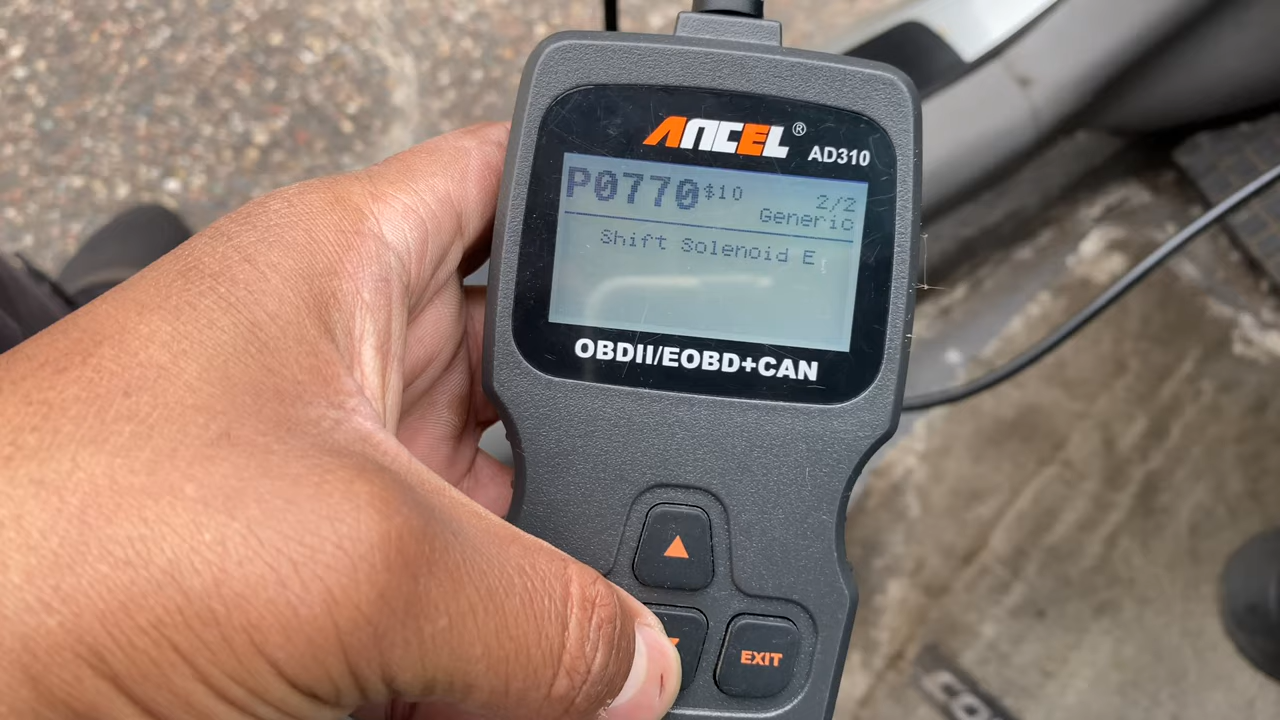 ANCEL®
AD310
P0770 $10 2/2
Generic
Shift Solenoid E
OBDII/EOBD+CAN
EXIT